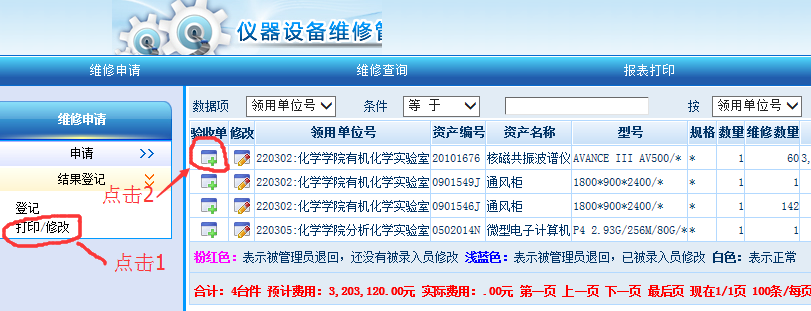 仪器设备维修管
维修申请 维修查询 报表打印
维修申请
申请 >>
结果登记
登记
打印/修改
点击1
点击2
数据项 领用单位号 条件 等 于 按 领用单位号
验收单 修改 领用单位号 资产编号 资产名称 型号 规格 数量 维修数量
220302:化学学院有机化学实验室 20101676 核磁共振波谱仪 AVANCE III AV500/* * 1 60 3,
220302:化学学院有机化学实验室 0901549J 通风柜 1800*900*2400/* * 1 1
220302:化学学院有机化学实验室 0901546J 通风柜 1800*900*2400/* * 1 142
220305:化学学院分析化学实验室 0502014N 微型电子计算机 P4 2.93G/256M/80G/* * 1 1
粉红色：表示被管理员退回，还没有被录入员修改 浅蓝色：表示被管理员退回，已被录入员修改 白色：表示正常
合计：4台件 预计费用：3,203,120.00元 实际费用：.00元 第一页 上一页 下一页 最后页 现在1/1页 100条/每页